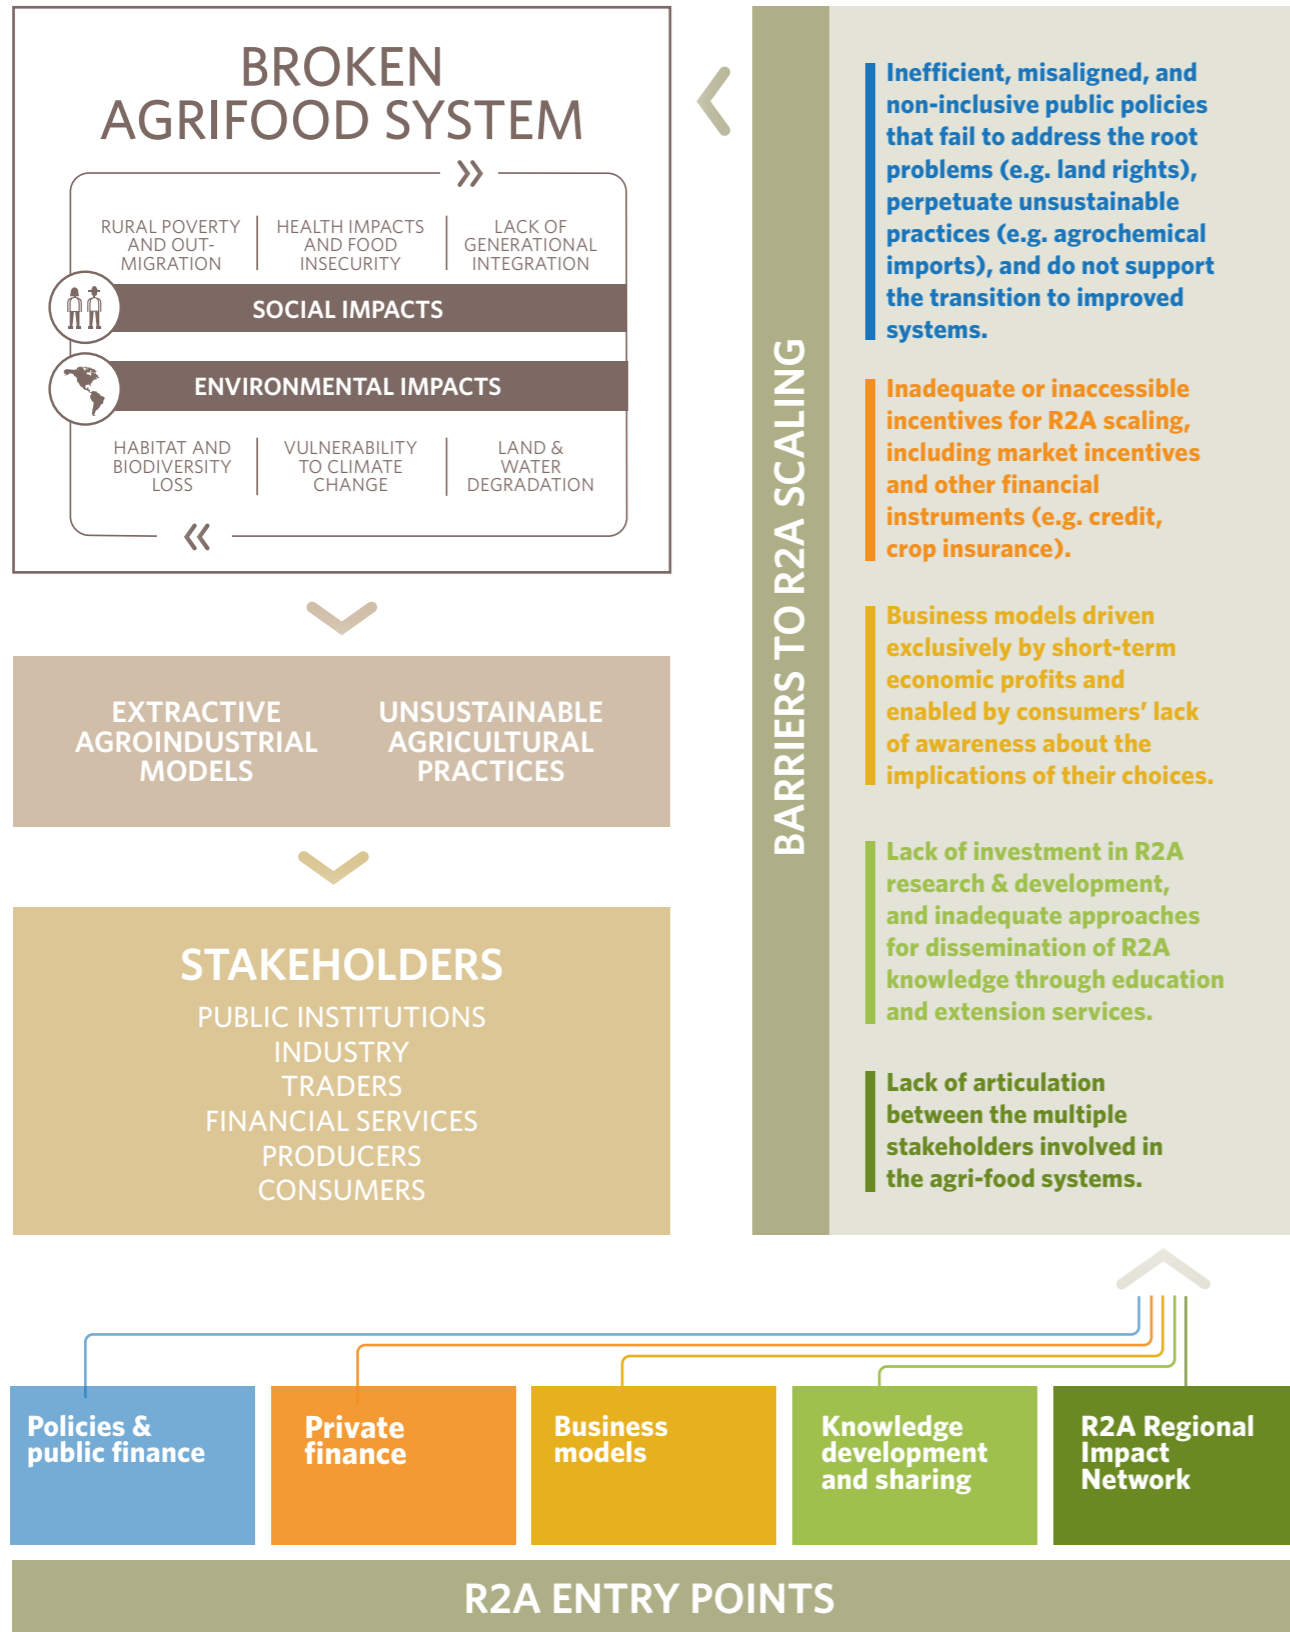 BROKEN
AGRIFOOD SYSTEM
RURAL POVERTY
AND OUT-
MIGRATION
HEALTH IMPACTS
AND FOOD
INSECURITY
LACK OF
GENERATIONAL
INTEGRATION
SOCIAL IMPACTS
ENVIRONMENTAL IMPACTS
HABITAT AND
BIODIVERSITY
LOSS
VULNERABILITY
TO CLIMATE
CHANGE
LAND &
WATER
DEGRADATION
EXTRACTIVE
AGROINDUSTRIAL
MODELS
UNSUSTAINABLE
AGRICULTURAL
PRACTICES
STAKEHOLDERS
PUBLIC INSTITUTIONS
INDUSTRY
TRADERS
FINANCIAL SERVICES
PRODUCERS
CONSUMERS
BARRIERS TO R2A SCALING
Inefficient, misaligned, and
non-inclusive public policies
that fail to address the root
problems (e.g. land rights),
perpetuate unsustainable
practices (e.g. agrochemical
imports), and do not support
the transition to improved
systems.
Inadequate or inaccessible
incentives for R2A scaling,
including market incentives
and other financial
instruments (e.g. credit,
crop insurance).
Business models driven
exclusively by short-term
economic profits and
enabled by consumers’ lack
of awareness about the
implications of their choices.
Lack of investment in R2A
research & development,
and inadequate approaches
for dissemination of R2A
knowledge through education
and extension services.
Lack of articulation
between the multiple
stakeholders involved in
the agri-food systems.
Policies &
public finance
Private
finance
Business
models
Knowledge
development
and sharing
R2A Regional
Impact
Network
R2A ENTRY POINTS